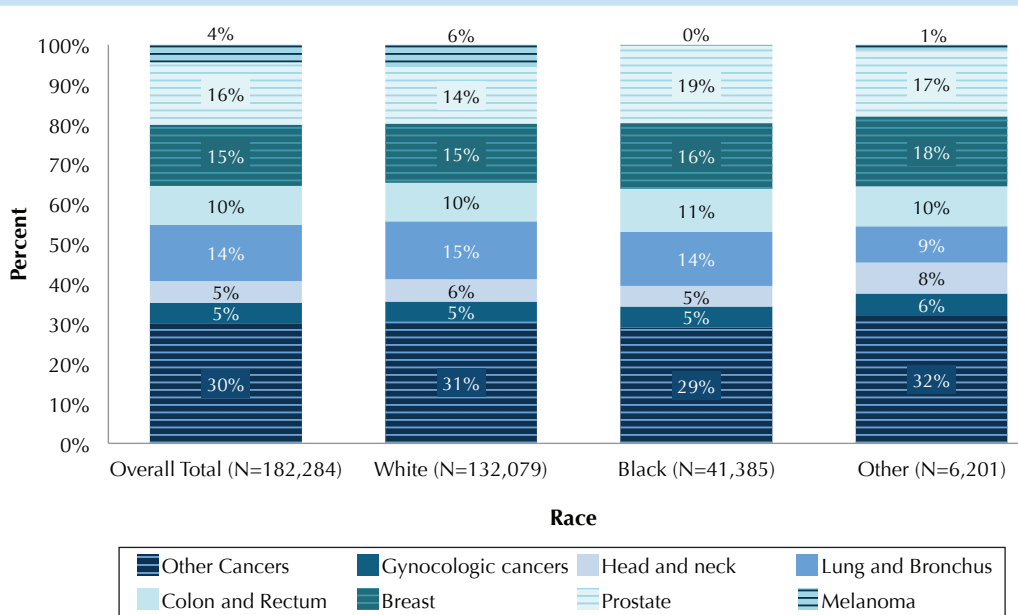 4% 6% 0% 1%
100%
90%
80%
70%
60%
50%
40%
30%
20%
10%
0%
Percent
16% 14% 19% 17%
15% 15% 16% 18%
10% 10% 11% 10%
14% 15% 14% 9%
5% 6% 5% 8%
5% 5% 5% 6%
30% 31% 29% 32%
Overall Total (N=182,284) White (N=132,079) Black (N=41,385) Other (N=6,201)
Race
Other Cancers Gynocologic cancers Head and neck Lung and Bronchus
Colon and Rectum Breast Prostate Melanoma